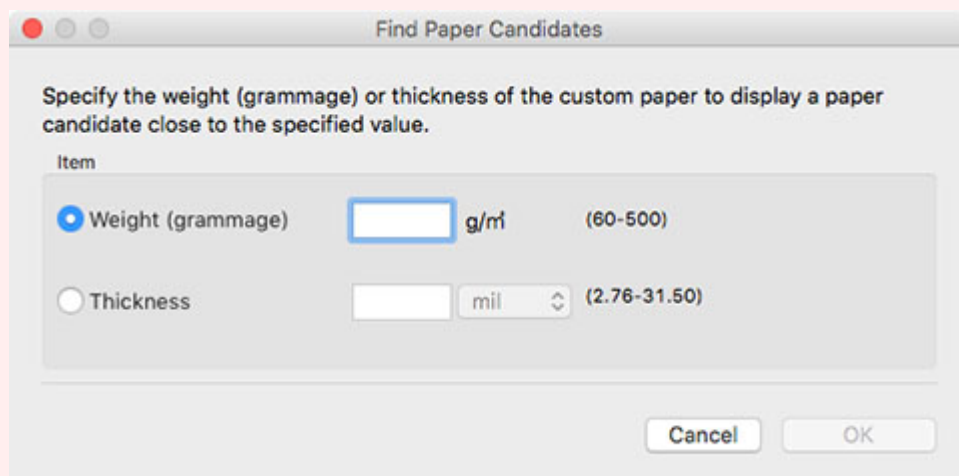 Find Paper Candidates
Specify the weight (grammage) or thickness of the custom paper to display a paper
candidate close to the specified value.
Item
Weight (grammage) g/㎡ (60-500)
Thickness mil (2.76-31.50)
Cancel OK